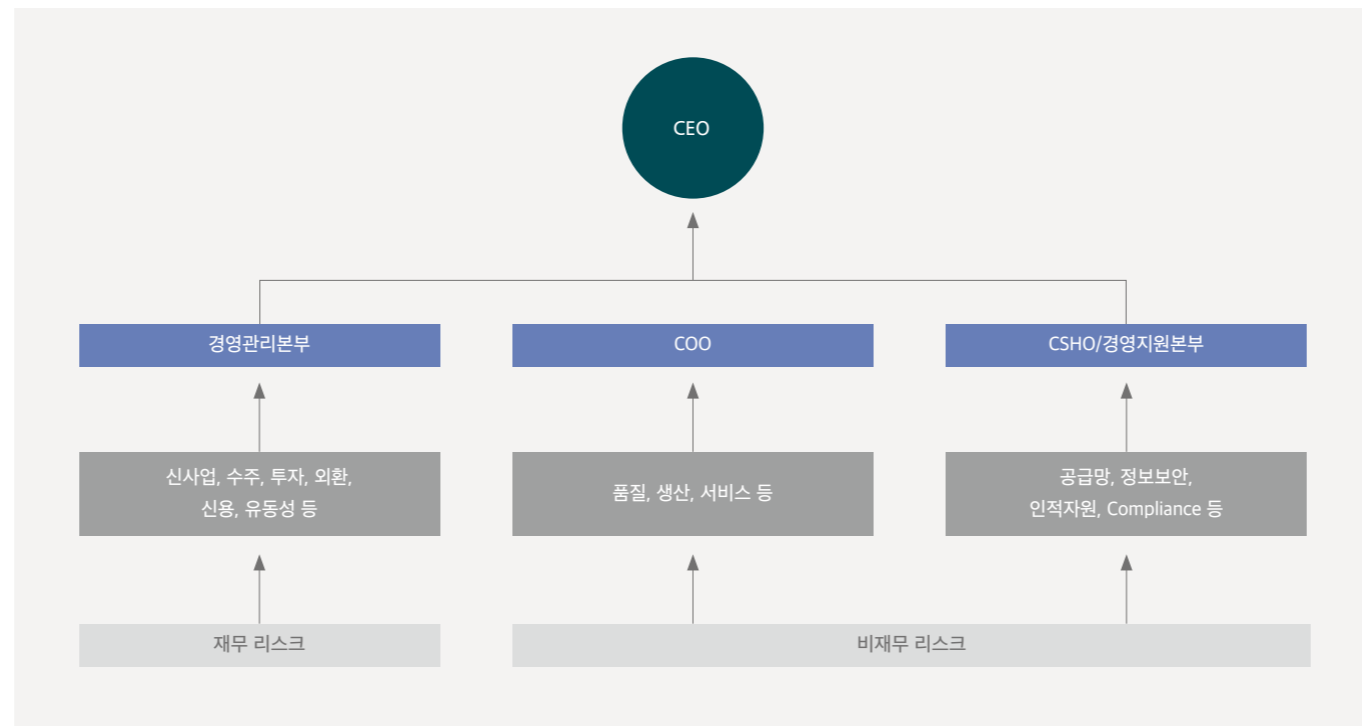 CEO
경영관리본부
COO
CSHO/경영지원본부
신사업, 수주, 투자, 외환,
신용, 유동성 등
품질, 생산, 서비스 등
공급망, 정보보안,
인적자원, Compliance 등
재무 리스크
비재무 리스크